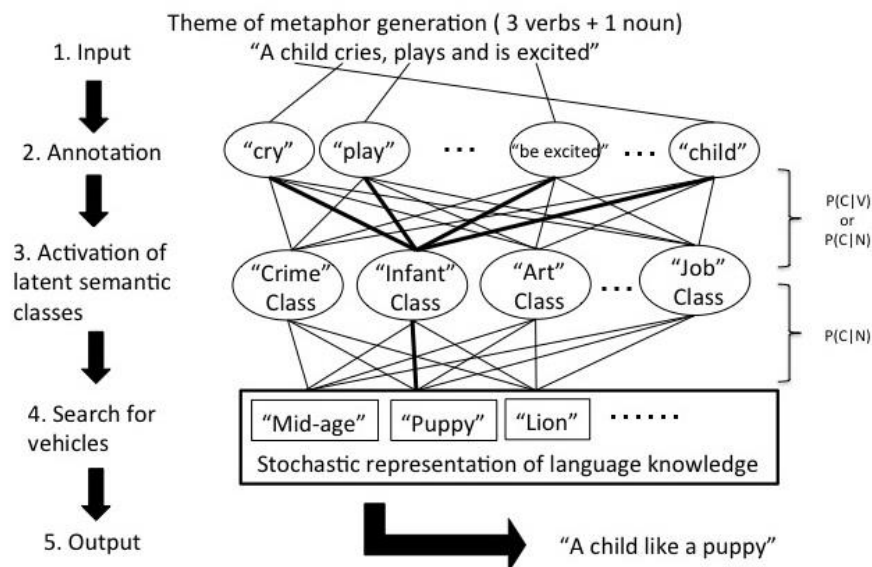 Theme of metaphor generation ( 3 verbs + 1 noun)
1. Input
“A child cries, plays and is excited”
2. Annotation
“cry”
“play”
...
“be excited”
...
“child”
P(C|V)
or
P(C|N)
3. Activation of
latent semantic
classes
“Crime”
Class
“Infant”
Class
“Art”
Class
...
“Job”
Class
P(C|N)
4. Search for
vehicles
“Mid-age”
“Puppy”
“Lion”
......
Stochastic representation of language knowledge
5. Output
“A child like a puppy”